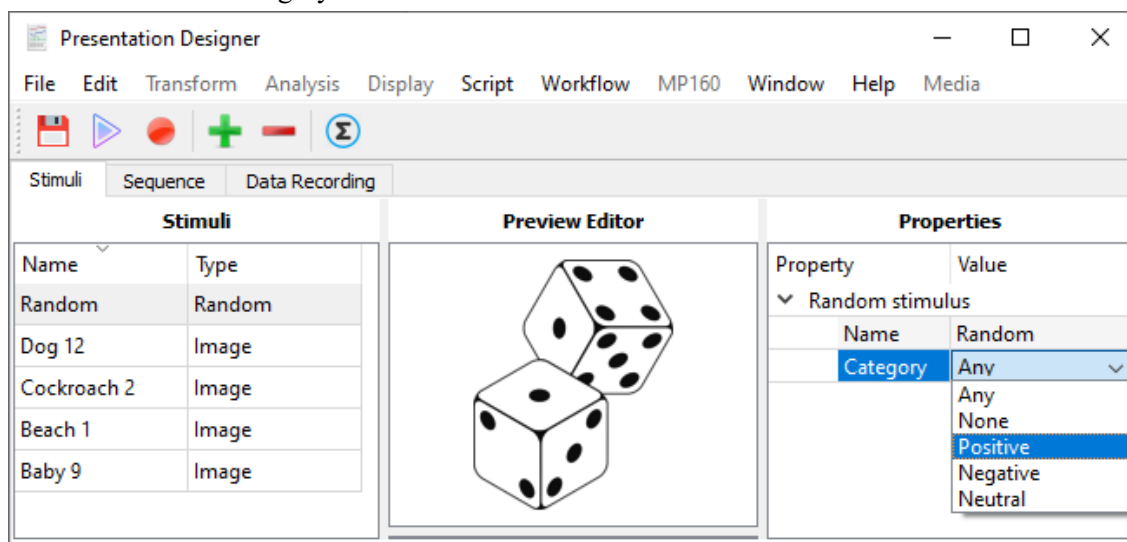 Presentation Designer
File Edit Transform Analysis Display Script Workflow MP160 Window Help Media
Σ
Stimuli Sequence Data Recording
Stimuli Preview Editor Properties
Name Type Property Value
Random Random Random stimulus
Name Random
Dog 12 Image Category Any
Cockroach 2 Image Any
None
Beach 1 Image Positive
Baby 9 Image Negative
Neutral